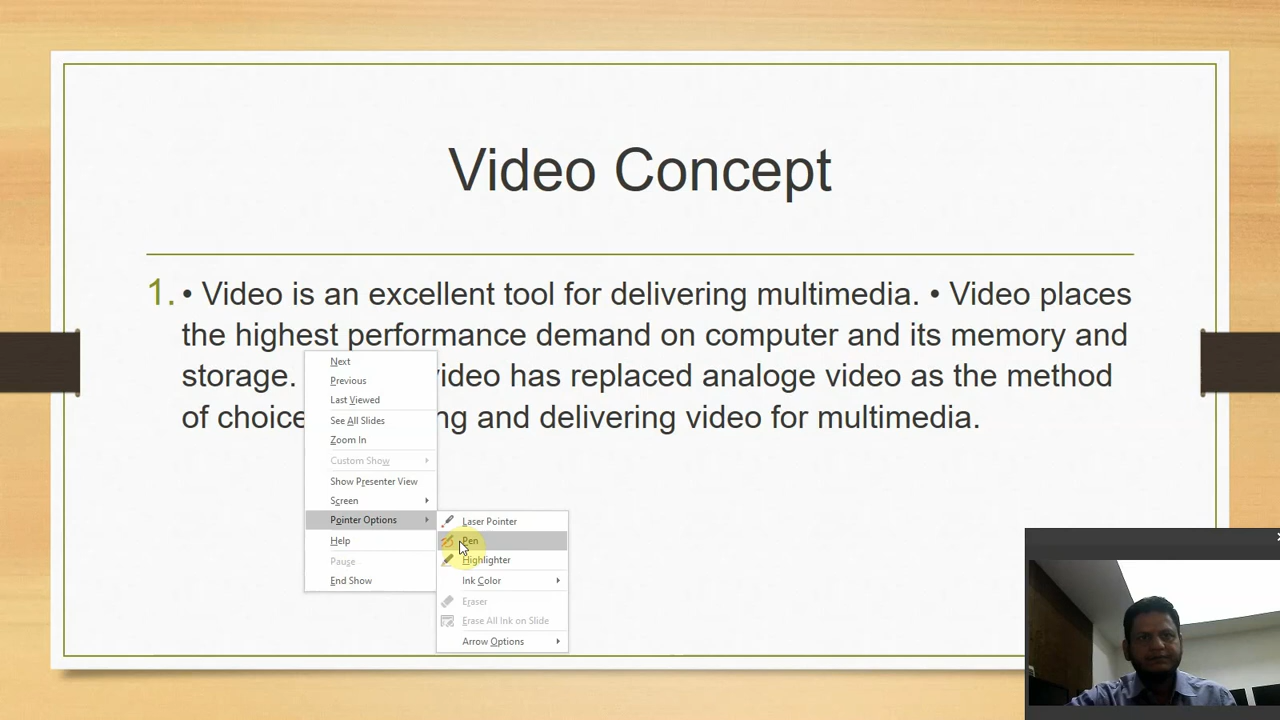 Video Concept
1. • Video is an excellent tool for delivering multimedia. • Video places
the highest performance demand on computer and its memory and
storage. video has replaced analoge video as the method
of choice and delivering video for multimedia.
Next
Previous
Last Viewed
See All Slides
Zoom In
Custom Show
Show Presenter View
Screen
Pointer Options
Help
Pause
End Show
Laser Pointer
Pen
Highlighter
Ink Color
Eraser
Erase All Ink on Slide
Arrow Options